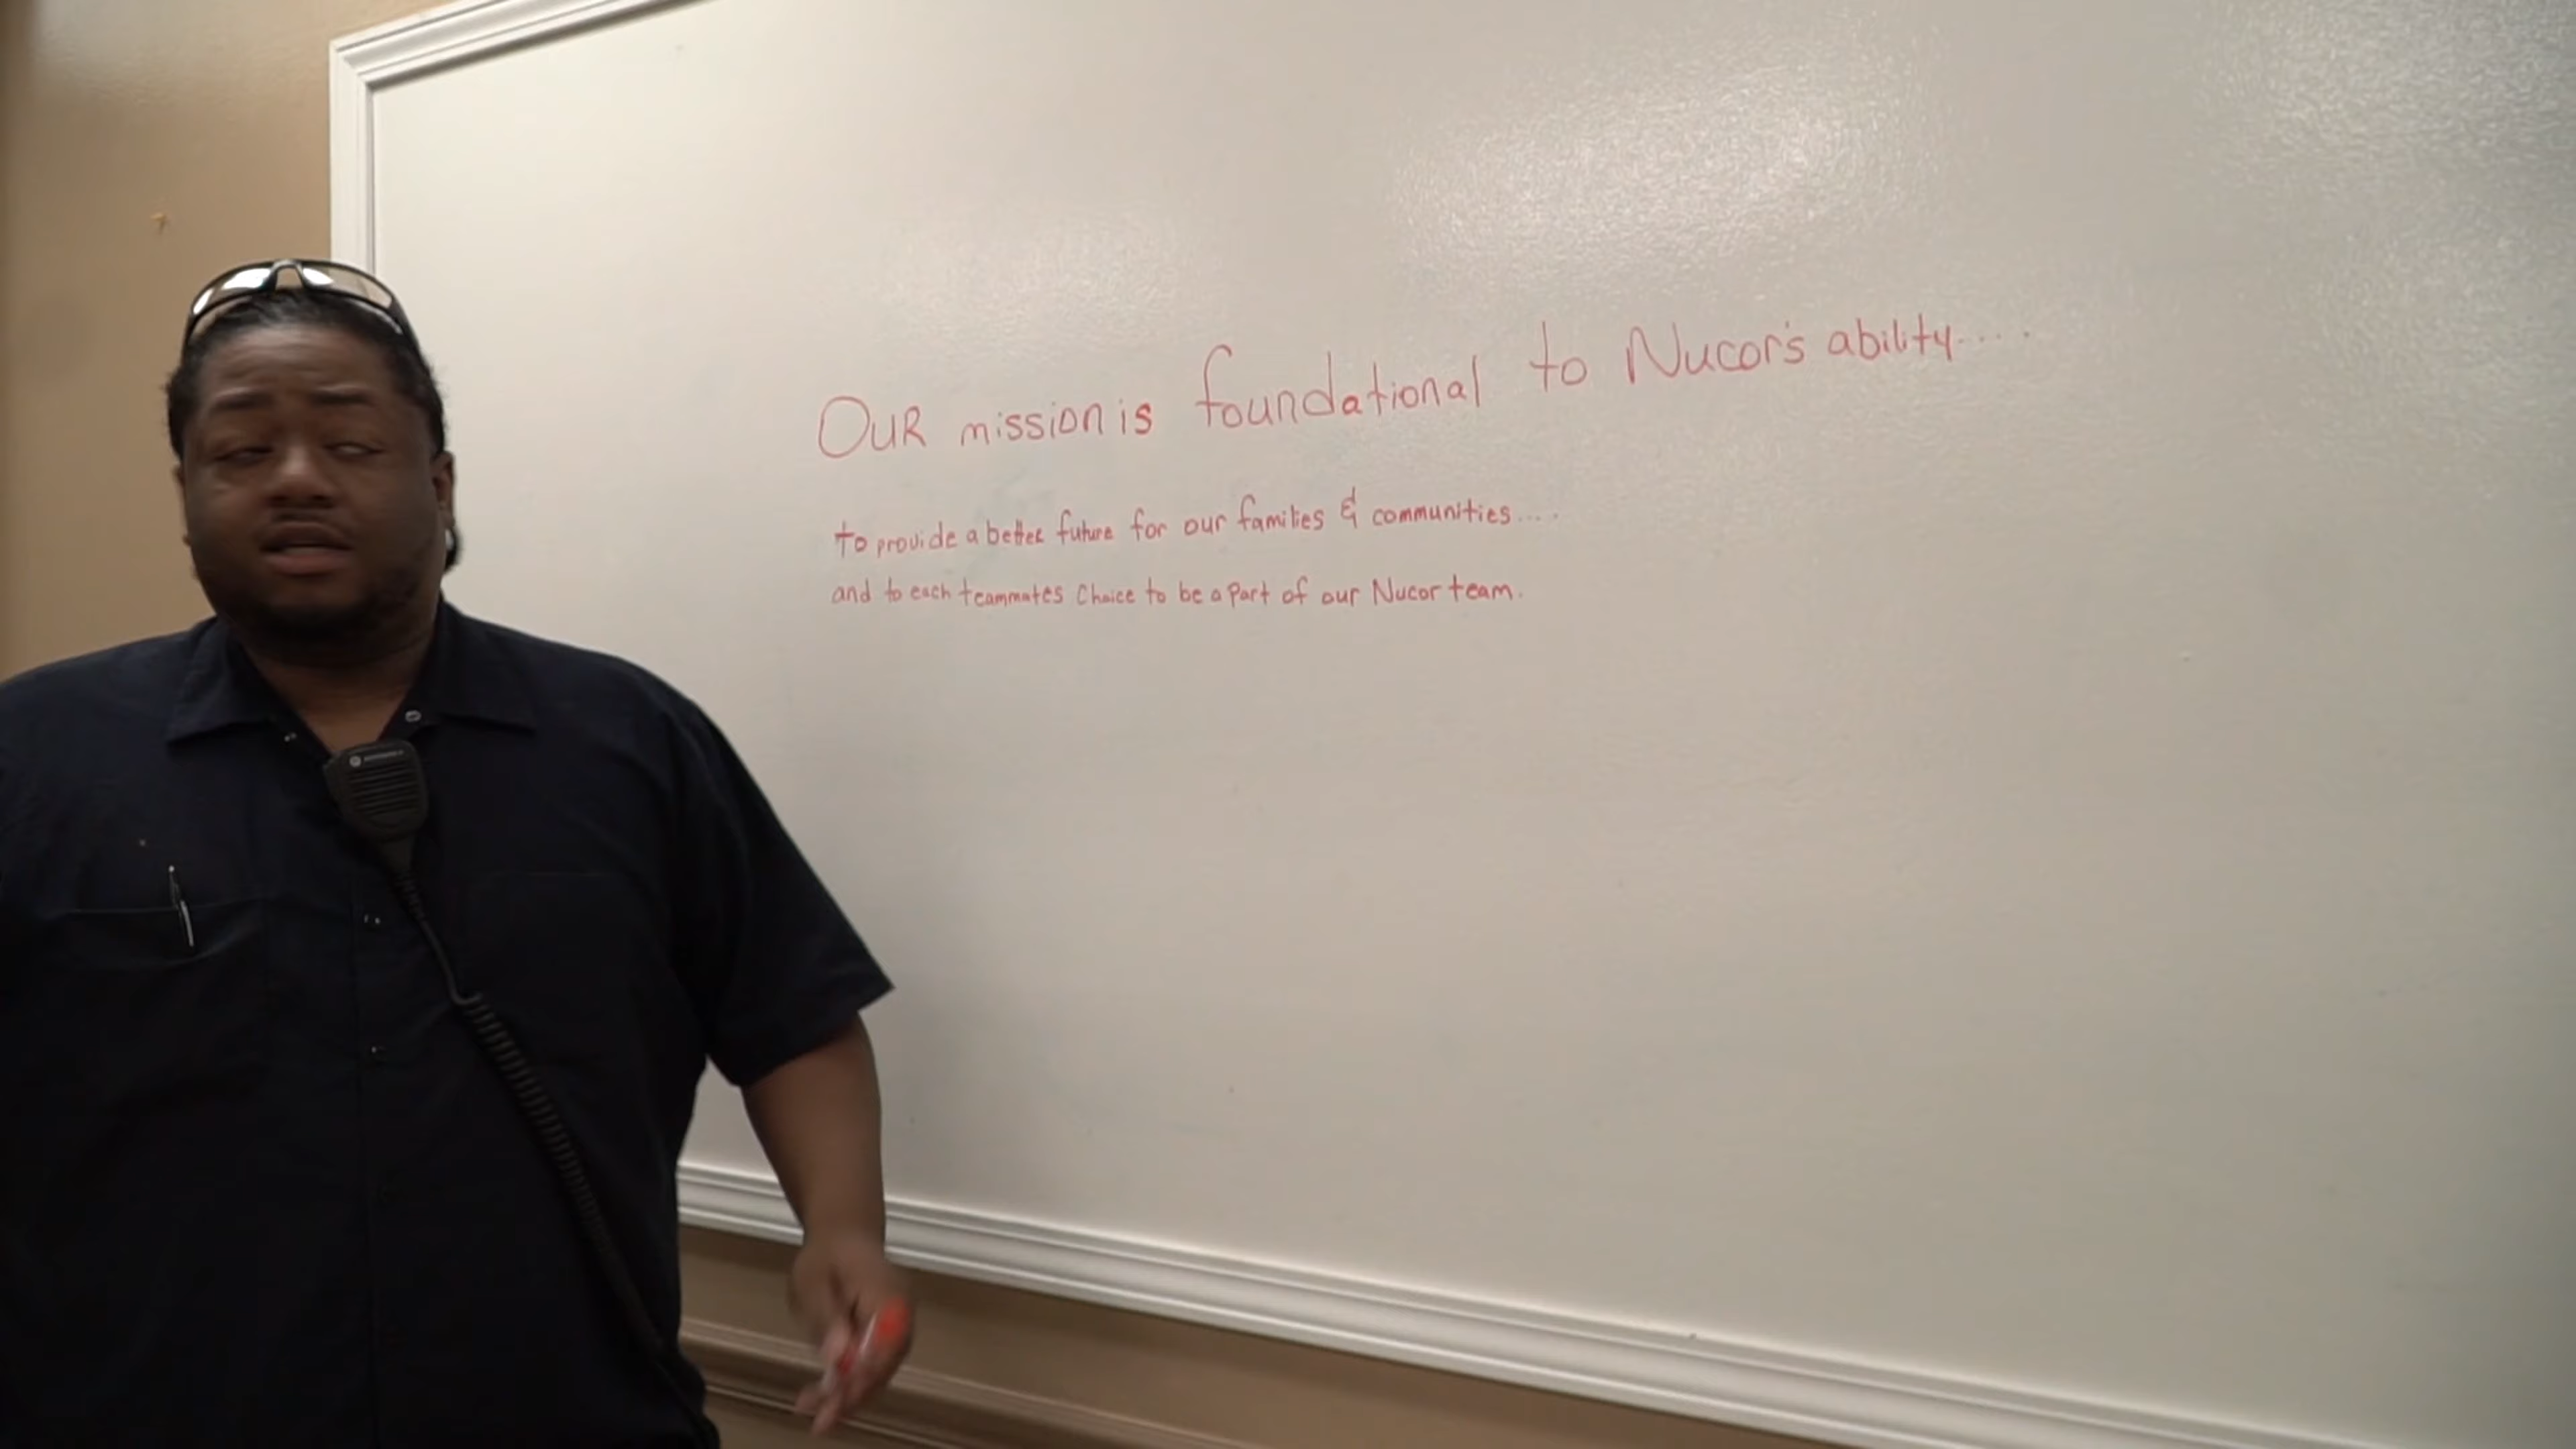 OUR mission is foundational to Nucor's ability....
to provide a better future for our families & communities....
and to each teammates Choice to be a part of our Nucor team.